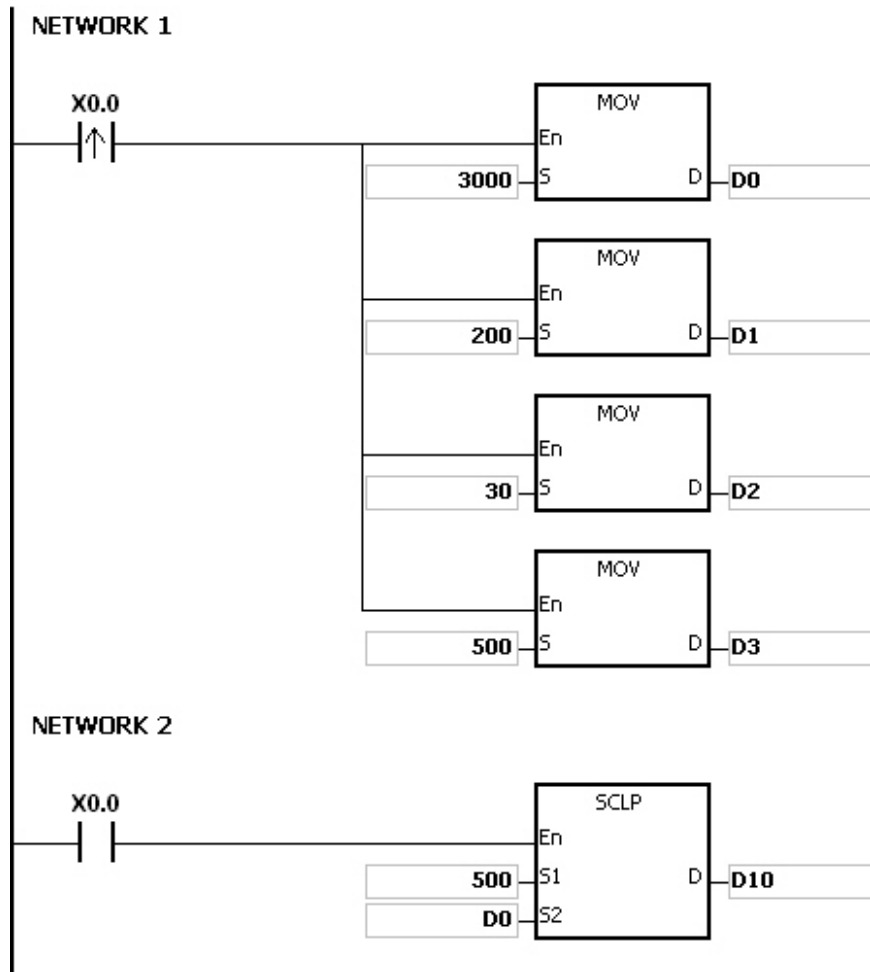 NETWORK 1
X0.0
MOV
En
3000 S D D0
MOV
En
200 S D D1
MOV
En
30 S D D2
MOV
En
500 S D D3
NETWORK 2
X0.0
SCLP
En
500 S1 D D10
D0 S2